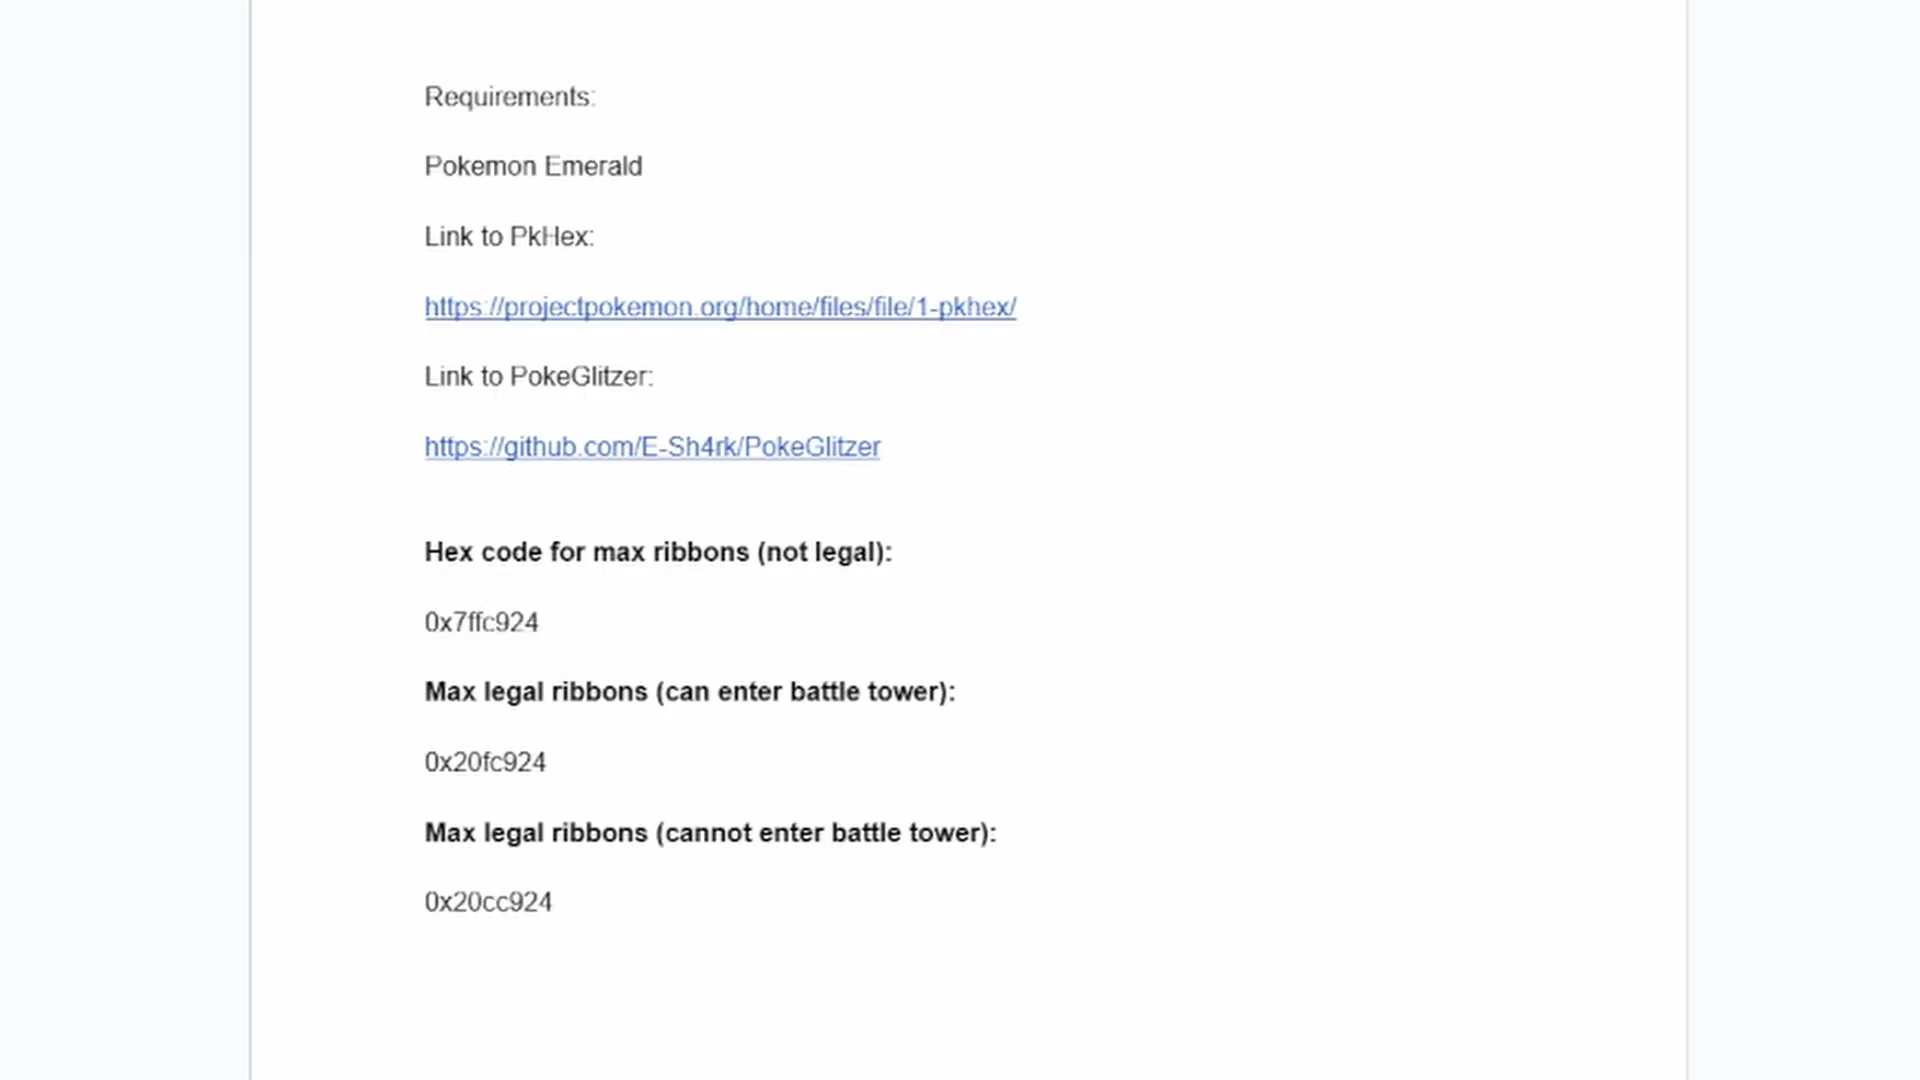 Requirements:
Pokemon Emerald
Link to PkHex:
https://projectpokemon.org/home/files/file/1-pkhex/
Link to PokeGlitzer:
https://github.com/E-Sh4rk/PokeGlitzer
Hex code for max ribbons (not legal):
0x7ffc924
Max legal ribbons (can enter battle tower):
0x20fc924
Max legal ribbons (cannot enter battle tower):
0x20cc924